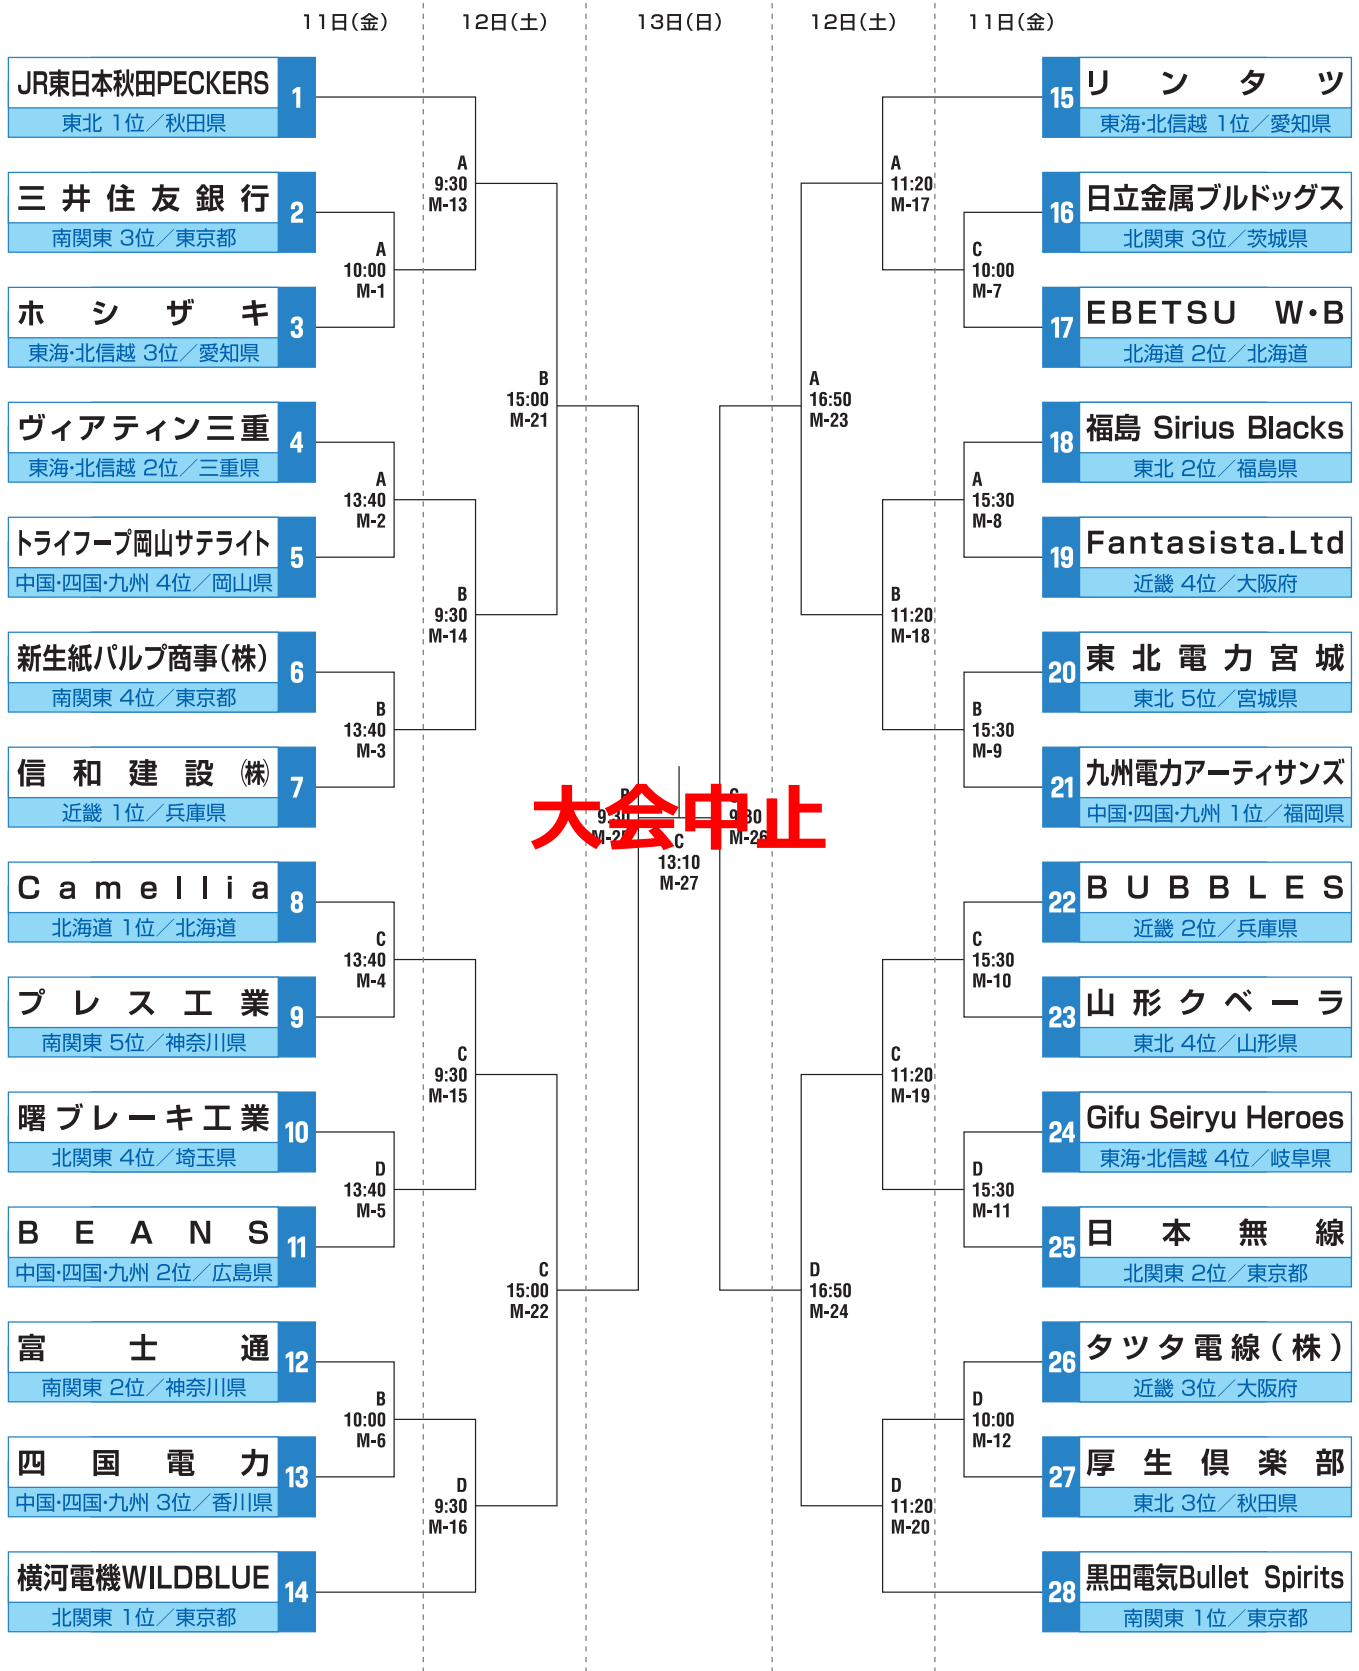 11日(金) 12日(土) 13日(日) 12日(土) 11日(金)
JR東日本秋田PECKERS
1
東北 1位／秋田県
三井住友銀行
2
南関東 3位／東京都
ホシザキ
3
東海・北信越 3位／愛知県
ヴィアティン三重
4
東海・北信越 2位／三重県
トライフープ岡山サテライト
5
中国・四国・九州 4位／岡山県
新生紙パルプ商事(株)
6
南関東 4位／東京都
信和建設㈱
7
近畿 1位／兵庫県
Camellia
8
北海道 1位／北海道
プレス工業
9
南関東 5位／神奈川県
曙ブレーキ工業
10
北関東 4位／埼玉県
BEANS
11
中国・四国・九州 2位／広島県
富士通
12
南関東 2位／神奈川県
四国電力
13
中国・四国・九州 3位／香川県
横河電機WILDBLUE
14
北関東 1位／東京都
A
10:00
M-1
A
13:40
M-2
B
13:40
M-3
C
13:40
M-4
D
13:40
M-5
B
10:00
M-6
A
9:30
M-13
B
9:30
M-14
C
9:30
M-15
D
9:30
M-16
B
15:00
M-21
C
15:00
M-22
9:30
M-25
大会中止
C
13:10
M-27
C
9:30
M-26
A
16:50
M-23
D
16:50
M-24
A
11:20
M-17
B
11:20
M-18
C
11:20
M-19
D
11:20
M-20
C
10:00
M-7
A
15:30
M-8
B
15:30
M-9
C
15:30
M-10
D
15:30
M-11
D
10:00
M-12
リンタツ
15
東海・北信越 1位／愛知県
日立金属ブルドッグス
16
北関東 3位／茨城県
EBETSU W・B
17
北海道 2位／北海道
福島 Sirius Blacks
18
東北 2位／福島県
Fantasista.Ltd
19
近畿 4位／大阪府
東北電力宮城
20
東北 5位／宮城県
九州電力アーティサンズ
21
中国・四国・九州 1位／福岡県
BUBBLES
22
近畿 2位／兵庫県
山形クベーラ
23
東北 4位／山形県
Gifu Seiryu Heroes
24
東海・北信越 4位／岐阜県
日本無線
25
北関東 2位／東京都
タツタ電線(株)
26
近畿 3位／大阪府
厚生倶楽部
27
東北 3位／秋田県
黒田電気Bullet Spirits
28
南関東 1位／東京都